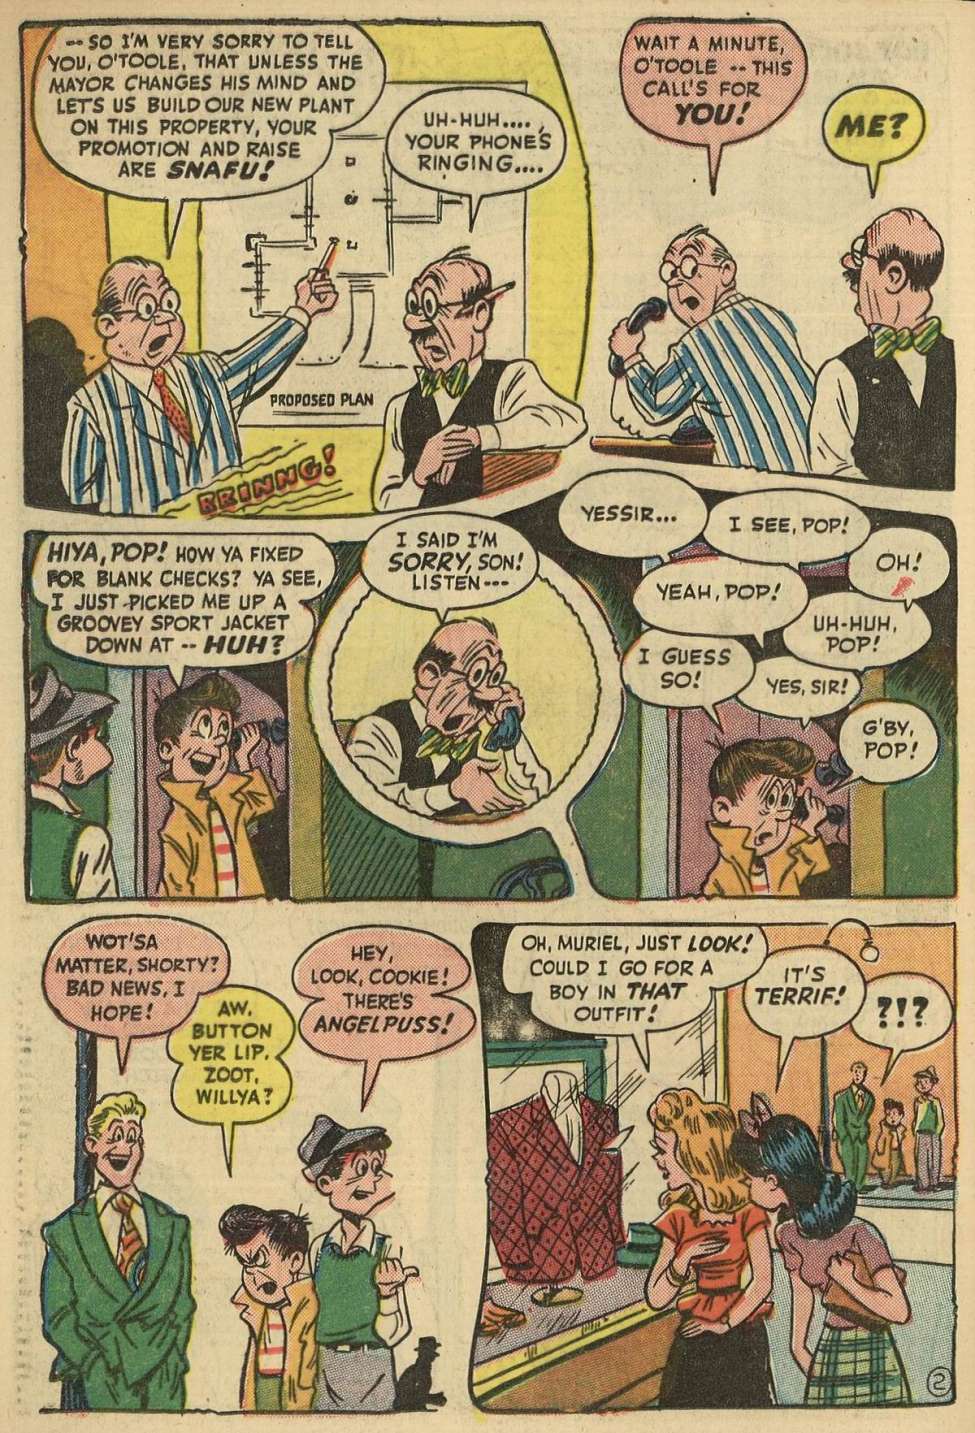 -- SO I'M VERY SORRY TO TELL
YOU, O'TOOLE, THAT UNLESS THE
MAYOR CHANGES HIS MIND AND
LETS US BUILD OUR NEW PLANT
ON THIS PROPERTY, YOUR
PROMOTION AND RAISE
ARE SNAFU!
UH-HUH....,
YOUR PHONE'S
RINGING....
PROPOSED PLAN
RRINNG!
WAIT A MINUTE,
O'TOOLE -- THIS
CALL'S FOR
YOU!
ME?
HIYA, POP! HOW YA FIXED
FOR BLANK CHECKS? YA SEE,
I JUST PICKED ME UP A
GROOVEY SPORT JACKET
DOWN AT -- HUH?
I SAID I'M
SORRY, SON!
LISTEN ---
YESSIR...
I SEE, POP!
OH!
YEAH, POP!
UH-HUH,
POP!
I GUESS
SO!
YES, SIR!
G'BY,
POP!
WOT'SA
MATTER, SHORTY?
BAD NEWS, I
HOPE!
AW,
BUTTON
YER LIP,
ZOOT,
WILLYA?
HEY,
LOOK, COOKIE!
THERE'S
ANGELPUSS!
OH, MURIEL, JUST LOOK!
COULD I GO FOR A
BOY IN THAT
OUTFIT!
IT'S
TERRIF!
?!?
2